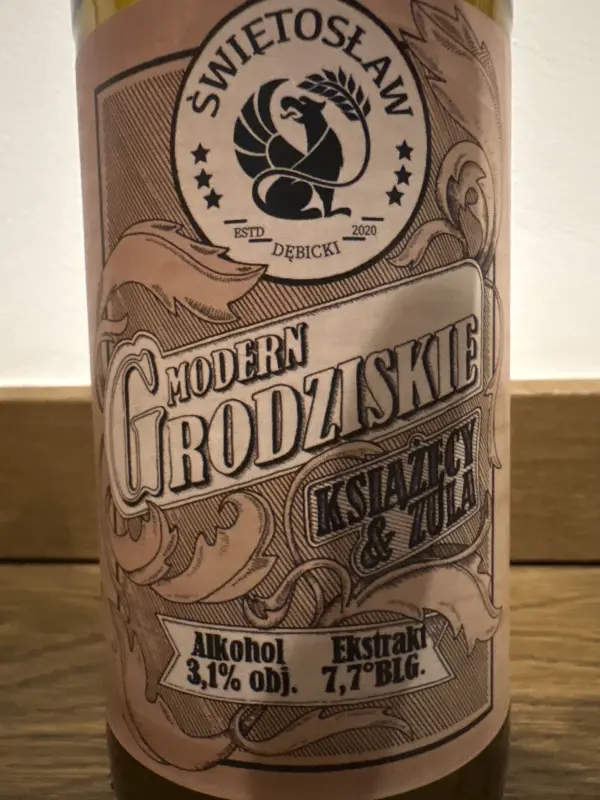 ŚWIĘTOSŁAW
ESTD 2020
DĘBICKI
MODERN
GRODZISKIE
KSIĄŻĘCY
& ZULA
Alkohol Ekstrakt
3,1% obj. 7,7°BLG.